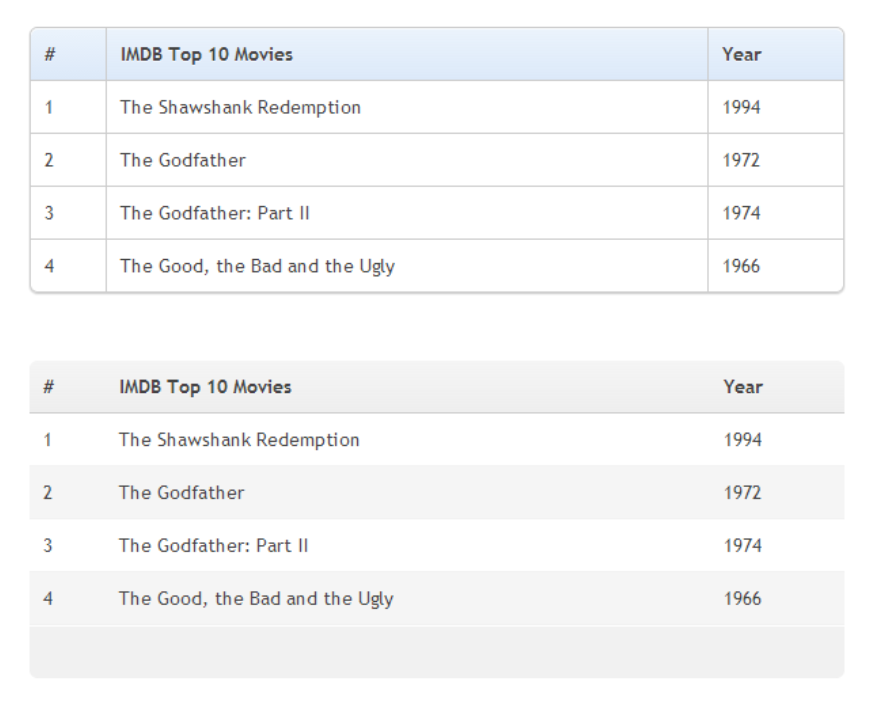 # IMDB Top 10 Movies Year
1 The Shawshank Redemption 1994
2 The Godfather 1972
3 The Godfather: Part II 1974
4 The Good, the Bad and the Ugly 1966
# IMDB Top 10 Movies Year
1 The Shawshank Redemption 1994
2 The Godfather 1972
3 The Godfather: Part II 1974
4 The Good, the Bad and the Ugly 1966